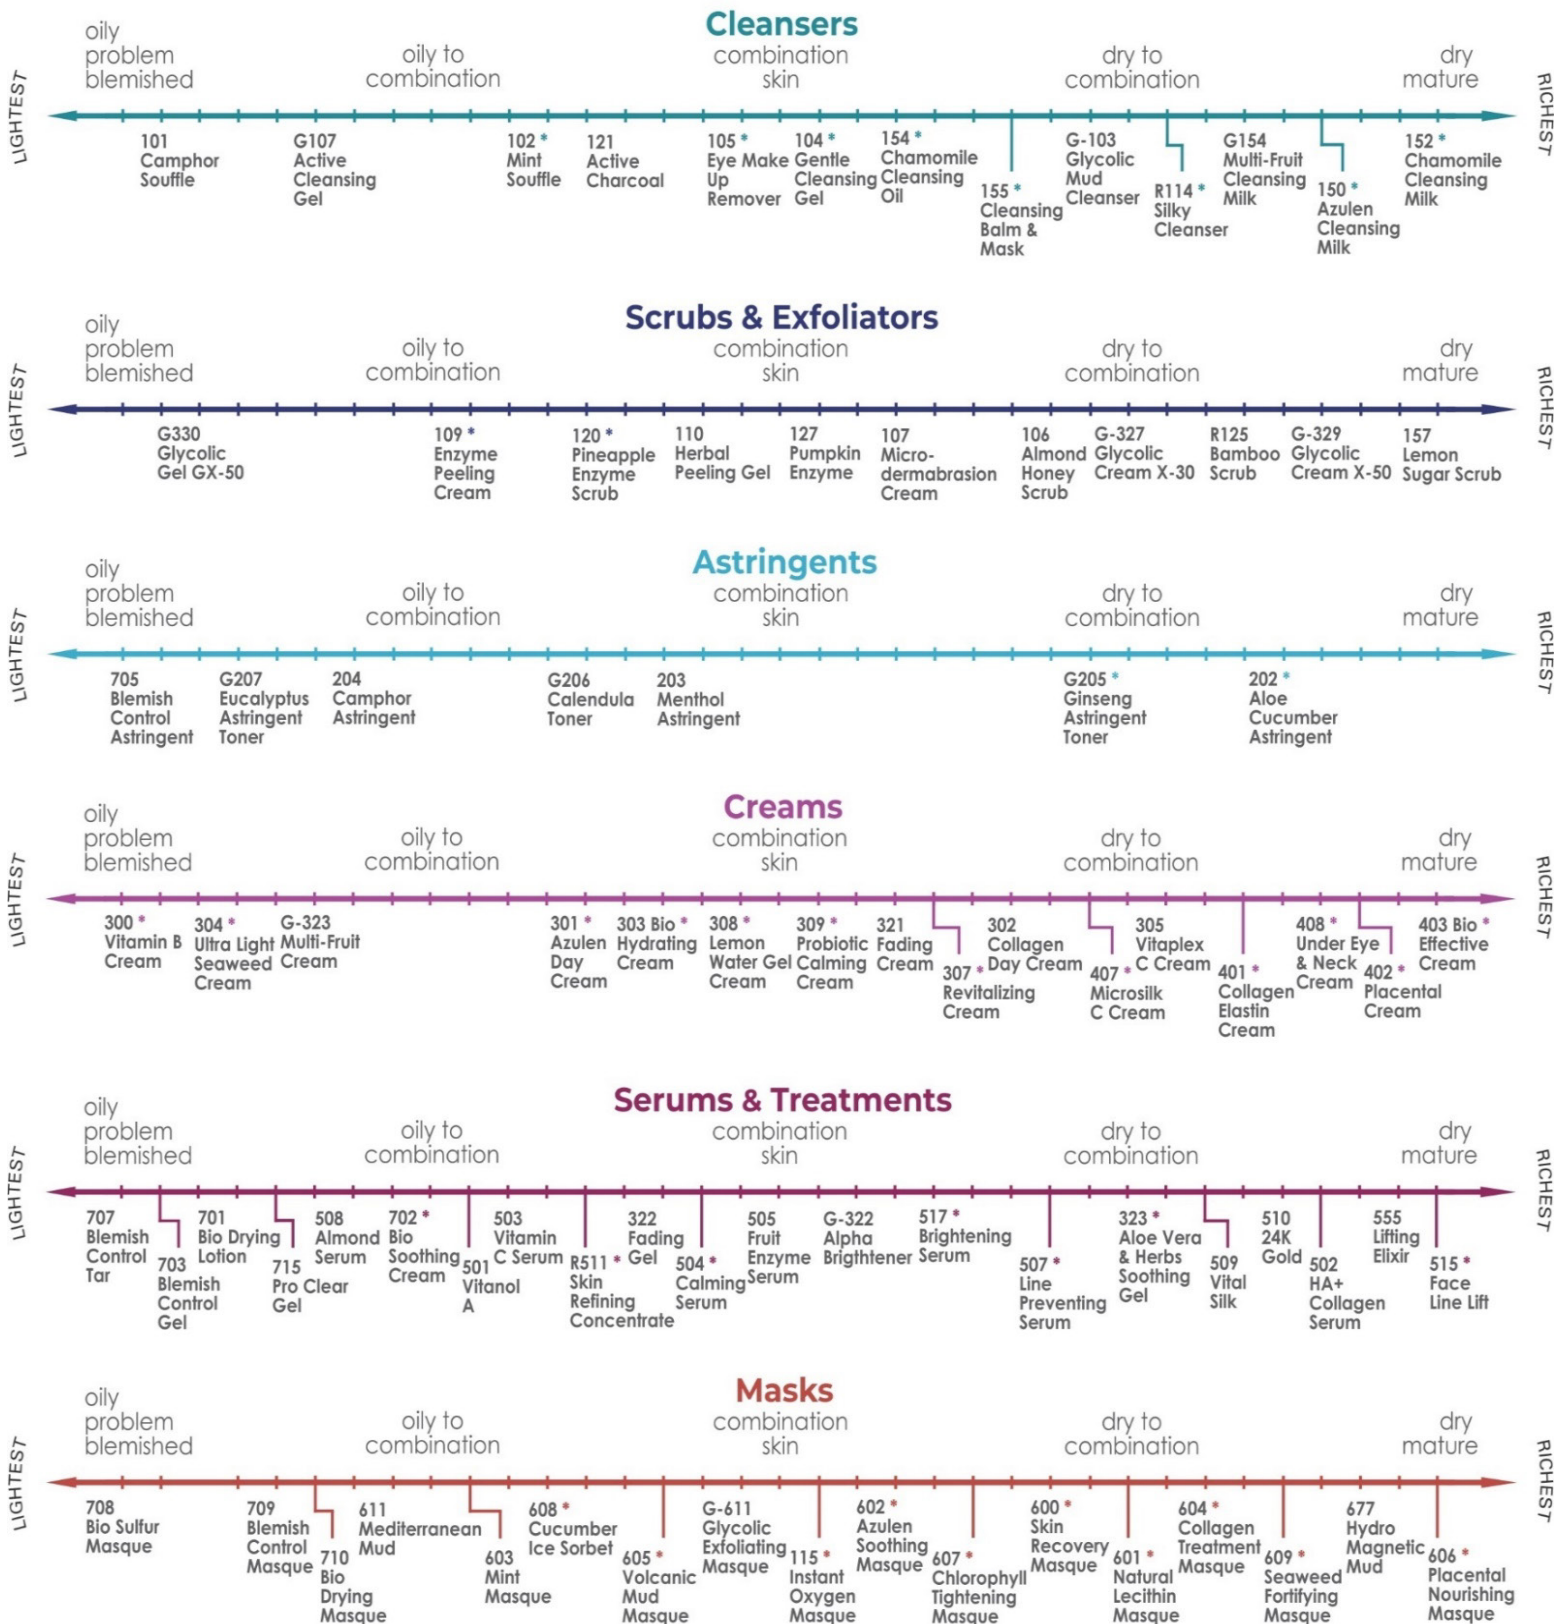 Cleansers
oily
problem
blemished
oily to
combination
combination
skin
dry to
combination
dry
mature
LIGHTEST
RICHEST
101
Camphor
Souffle
G107
Active
Cleansing
Gel
102 *
Mint
Souffle
121
Active
Charcoal
105 *
Eye Make
Up
Remover
104 *
Gentle
Cleansing
Gel
154 *
Chamomile
Cleansing
Oil
155 *
Cleansing
Balm &
Mask
G-103
Glycolic
Mud
Cleanser
R114 *
Silky
Cleanser
G154
Multi-Fruit
Cleansing
Milk
150 *
Azulen
Cleansing
Milk
152 *
Chamomile
Cleansing
Milk
Scrubs & Exfoliators
oily
problem
blemished
oily to
combination
combination
skin
dry to
combination
dry
mature
LIGHTEST
RICHEST
G330
Glycolic
Gel GX-50
109 *
Enzyme
Peeling
Cream
120 *
Pineapple
Enzyme
Scrub
110
Herbal
Peeling Gel
127
Pumpkin
Enzyme
107
Micro-
dermabrasion
Cream
106
Almond
Honey
Scrub
G-327
Glycolic
Cream X-30
R125
Bamboo
Scrub
G-329
Glycolic
Cream X-50
157
Lemon
Sugar Scrub
Astringents
oily
problem
blemished
oily to
combination
combination
skin
dry to
combination
dry
mature
LIGHTEST
RICHEST
705
Blemish
Control
Astringent
G207
Eucalyptus
Astringent
Toner
204
Camphor
Astringent
G206
Calendula
Toner
203
Menthol
Astringent
G205 *
Ginseng
Astringent
Toner
202 *
Aloe
Cucumber
Astringent
Creams
oily
problem
blemished
oily to
combination
combination
skin
dry to
combination
dry
mature
LIGHTEST
RICHEST
300 *
Vitamin B
Cream
304 *
Ultra Light
Seaweed
Cream
G-323
Multi-Fruit
Cream
301 *
Azulen
Day
Cream
303 Bio *
Hydrating
Cream
308 *
Lemon
Water Gel
Cream
309 *
Probiotic
Calming
Cream
321
Fading
Cream
307 *
Revitalizing
Cream
302
Collagen
Day Cream
407 *
Microsilk
C Cream
305
Vitaplex
C Cream
401 *
Collagen
Elastin
Cream
408 *
Under Eye
& Neck
Cream
402 *
Placental
Cream
403 Bio *
Effective
Cream
Serums & Treatments
oily
problem
blemished
oily to
combination
combination
skin
dry to
combination
dry
mature
LIGHTEST
RICHEST
707
Blemish
Control
Tar
703
Blemish
Control
Gel
701
Bio Drying
Lotion
715
Pro Clear
Gel
508
Almond
Serum
702 *
Bio
Soothing
Cream
501
Vitanol
A
503
Vitamin
C Serum
R511 *
Skin
Refining
Concentrate
322
Fading
Gel
504 *
Calming
Serum
505
Fruit
Enzyme
Serum
G-322
Alpha
Brigthtener
517 *
Brightening
Serum
507 *
Line
Preventing
Serum
323 *
Aloe Vera
& Herbs
Soothing
Gel
509
Vital
Silk
510
24K
Gold
502
HA+
Collagen
Serum
555
Lifting
Elixir
515 *
Face
Line Lift
Masks
oily
problem
blemished
oily to
combination
combination
skin
dry to
combination
dry
mature
LIGHTEST
RICHEST
708
Bio Sulfur
Masque
709
Blemish
Control
Masque
710
Bio
Drying
Masque
611
Mediterranean
Mud
603
Mint
Masque
608 *
Cucumber
Ice Sorbet
605 *
Volcanic
Mud
Masque
G-611
Glycolic
Exfoliating
Masque
115 *
Instant
Oxygen
Masque
602 *
Azulen
Soothing
Masque
607 *
Chlorophyll
Tightening
Masque
600 *
Skin
Recovery
Masque
601 *
Natural
Lecithin
Masque
604 *
Collagen
Treatment
Masque
609 *
Seaweed
Fortifying
Masque
677
Hydro
Magnetic
Mud
606 *
Placental
Nourishing
Masque